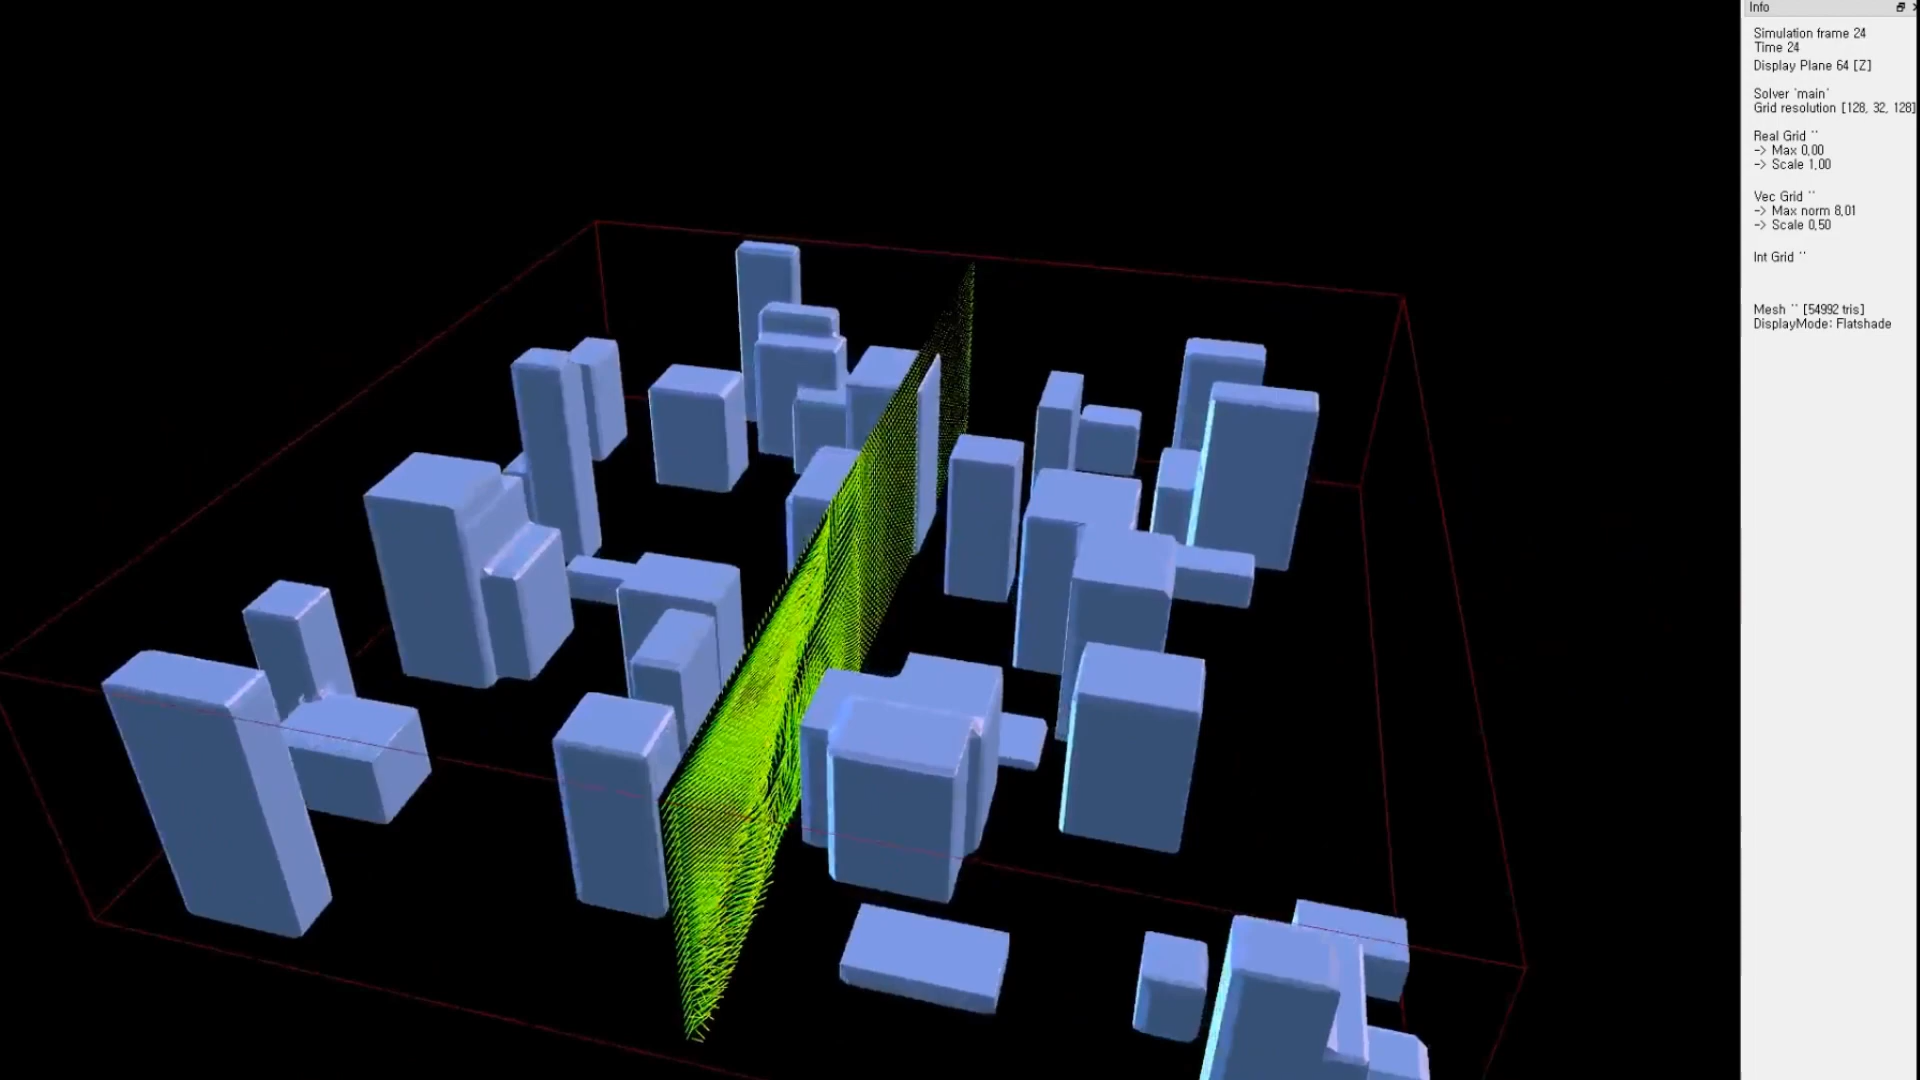 Info
Simulation frame 24
Time 24
Display Plane 64 [Z]
Solver 'main'
Grid resolution [128, 32, 128]
Real Grid ''
-> Max 0,00
-> Scale 1,00
Vec Grid ''
-> Max norm 8,01
-> Scale 0,50
Int Grid ''
Mesh '' [54992 tris]
DisplayMode: Flatshade